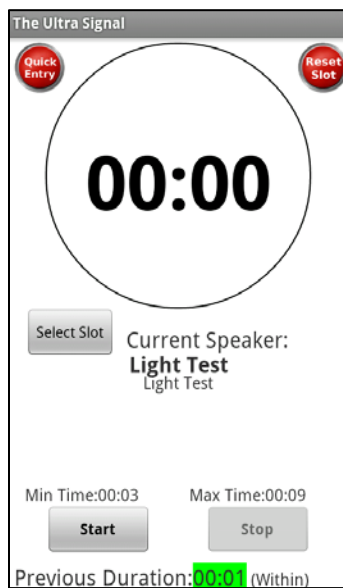 The Ultra Signal
Quick
Entry
Reset
Slot
00:00
Select Slot
Current Speaker:
Light Test
Light Test
Min Time:00:03 Max Time:00:09
Start Stop
Previous Duration:00:01 (Within)